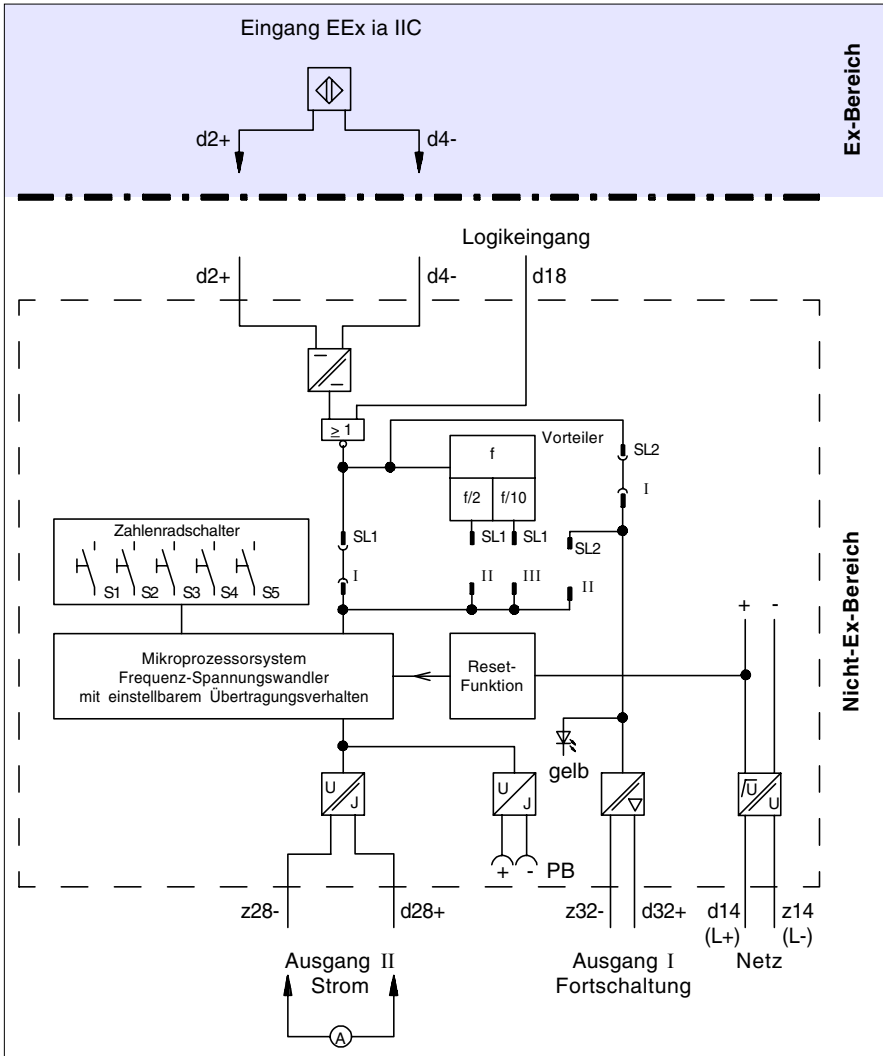 Eingang EEx ia IIC
Ex-Bereich
d2+ d4-
Logikeingang
d2+ d4- d18
≥ 1
Vorteiler
f
SL2
f/2 f/10
I
Zahlenradschalter
SL1 SL1 SL1 SL2
S1 S2 S3 S4 S5
I II III II
+ -
Nicht-Ex-Bereich
Mikroprozessorsystem
Frequenz-Spannungswandler
mit einstellbarem Übertragungsverhalten
Reset-
Funktion
gelb
U J
U J
U U
+ - PB
z28- d28+ z32- d32+ d14 z14
(L+) (L-)
Ausgang II
Strom
Ausgang I
Fortschaltung
Netz
A